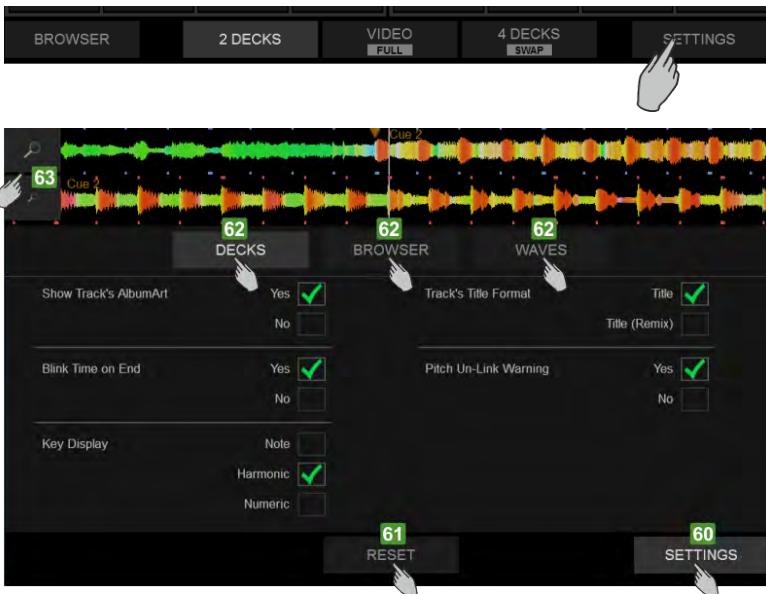 BROWSER 2 DECKS VIDEO 4 DECKS SETTINGS
FULL SWAP
Cue 2
63
Cue 2
62 62 62
DECKS BROWSER WAVES
Show Track's AlbumArt Yes Track's Title Format Title
No Title (Remix)
Blink Time on End Yes Pitch Un-Link Warning Yes
No No
Key Display Note
Harmonic
Numeric
61 60
RESET SETTINGS